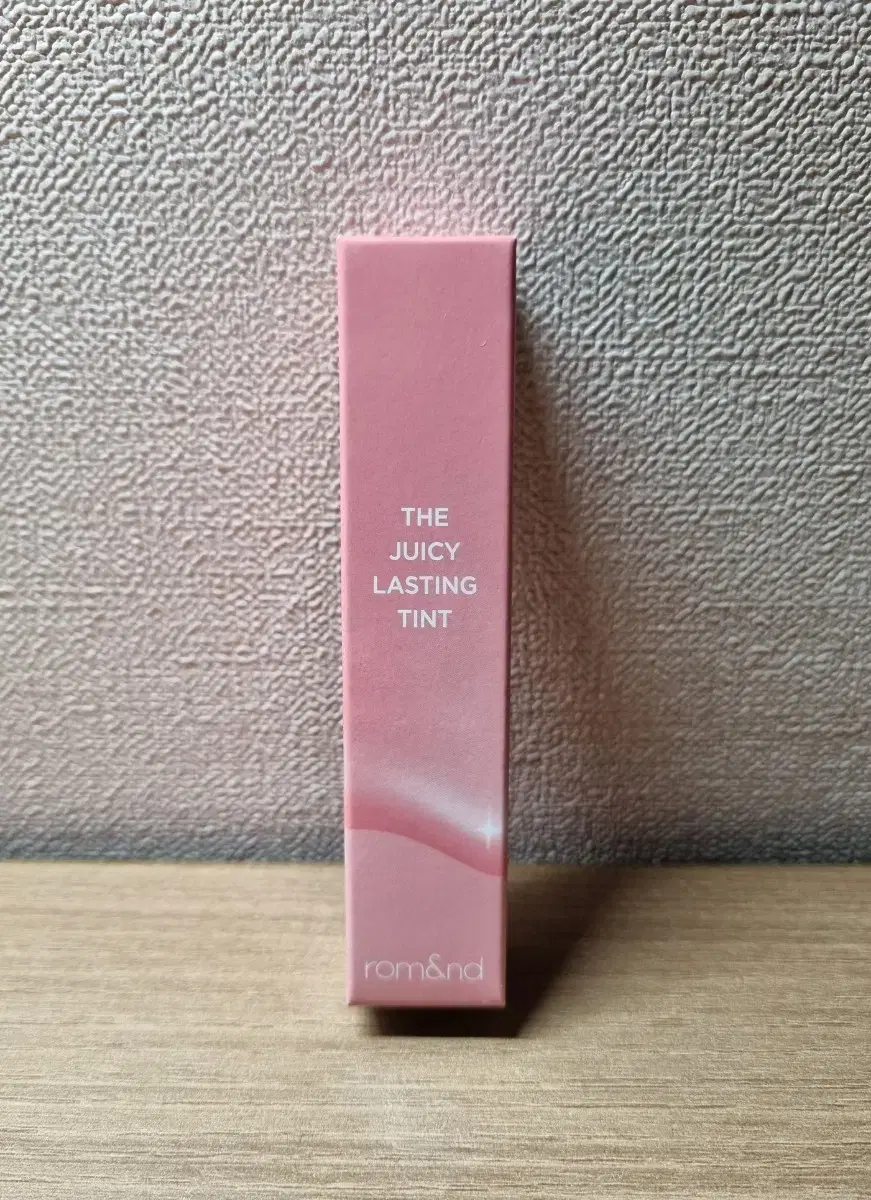 THE
JUICY
LASTING
TINT
rom&nd